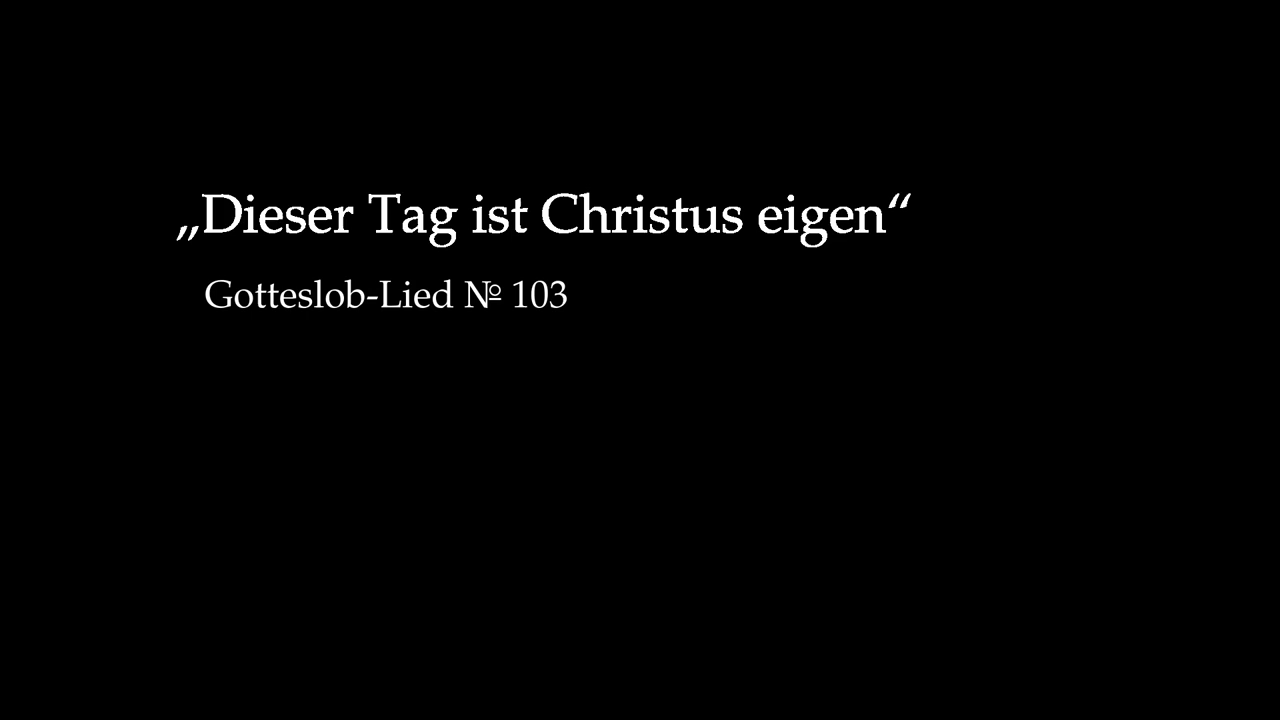 „Dieser Tag ist Christus eigen“
Gotteslob-Lied № 103